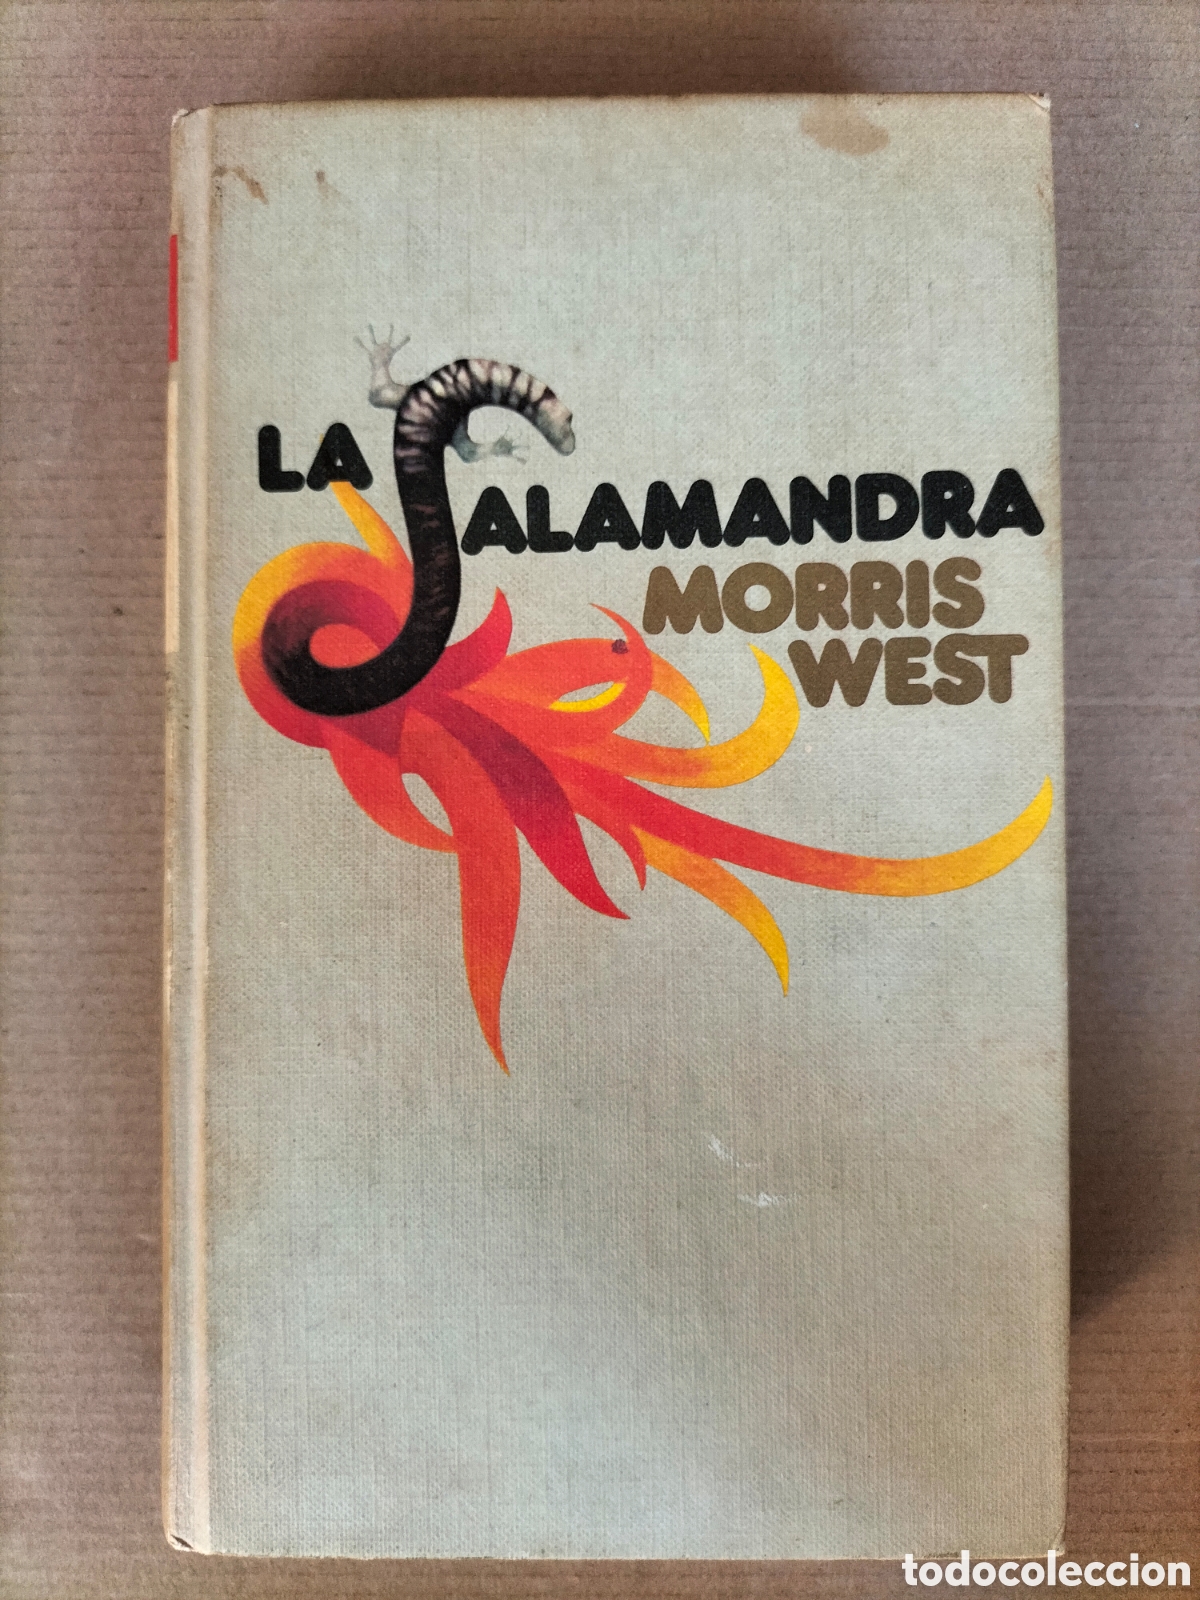 LA SALAMANDRA
MORRIS
WEST
todocoleccion